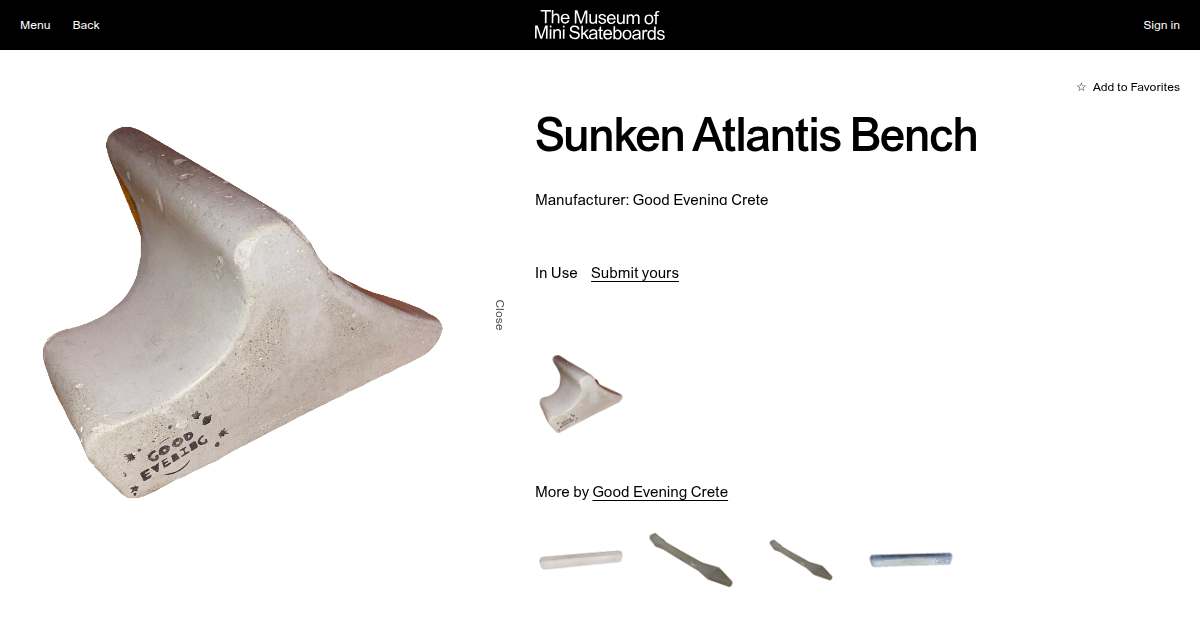 Menu
Back
The Museum of
Mini Skateboards
Sign in
☆ Add to Favorites
Sunken Atlantis Bench
Manufacturer: Good Evening Crete
In Use
Submit yours
Close
GOOD
EVENING
More by Good Evening Crete